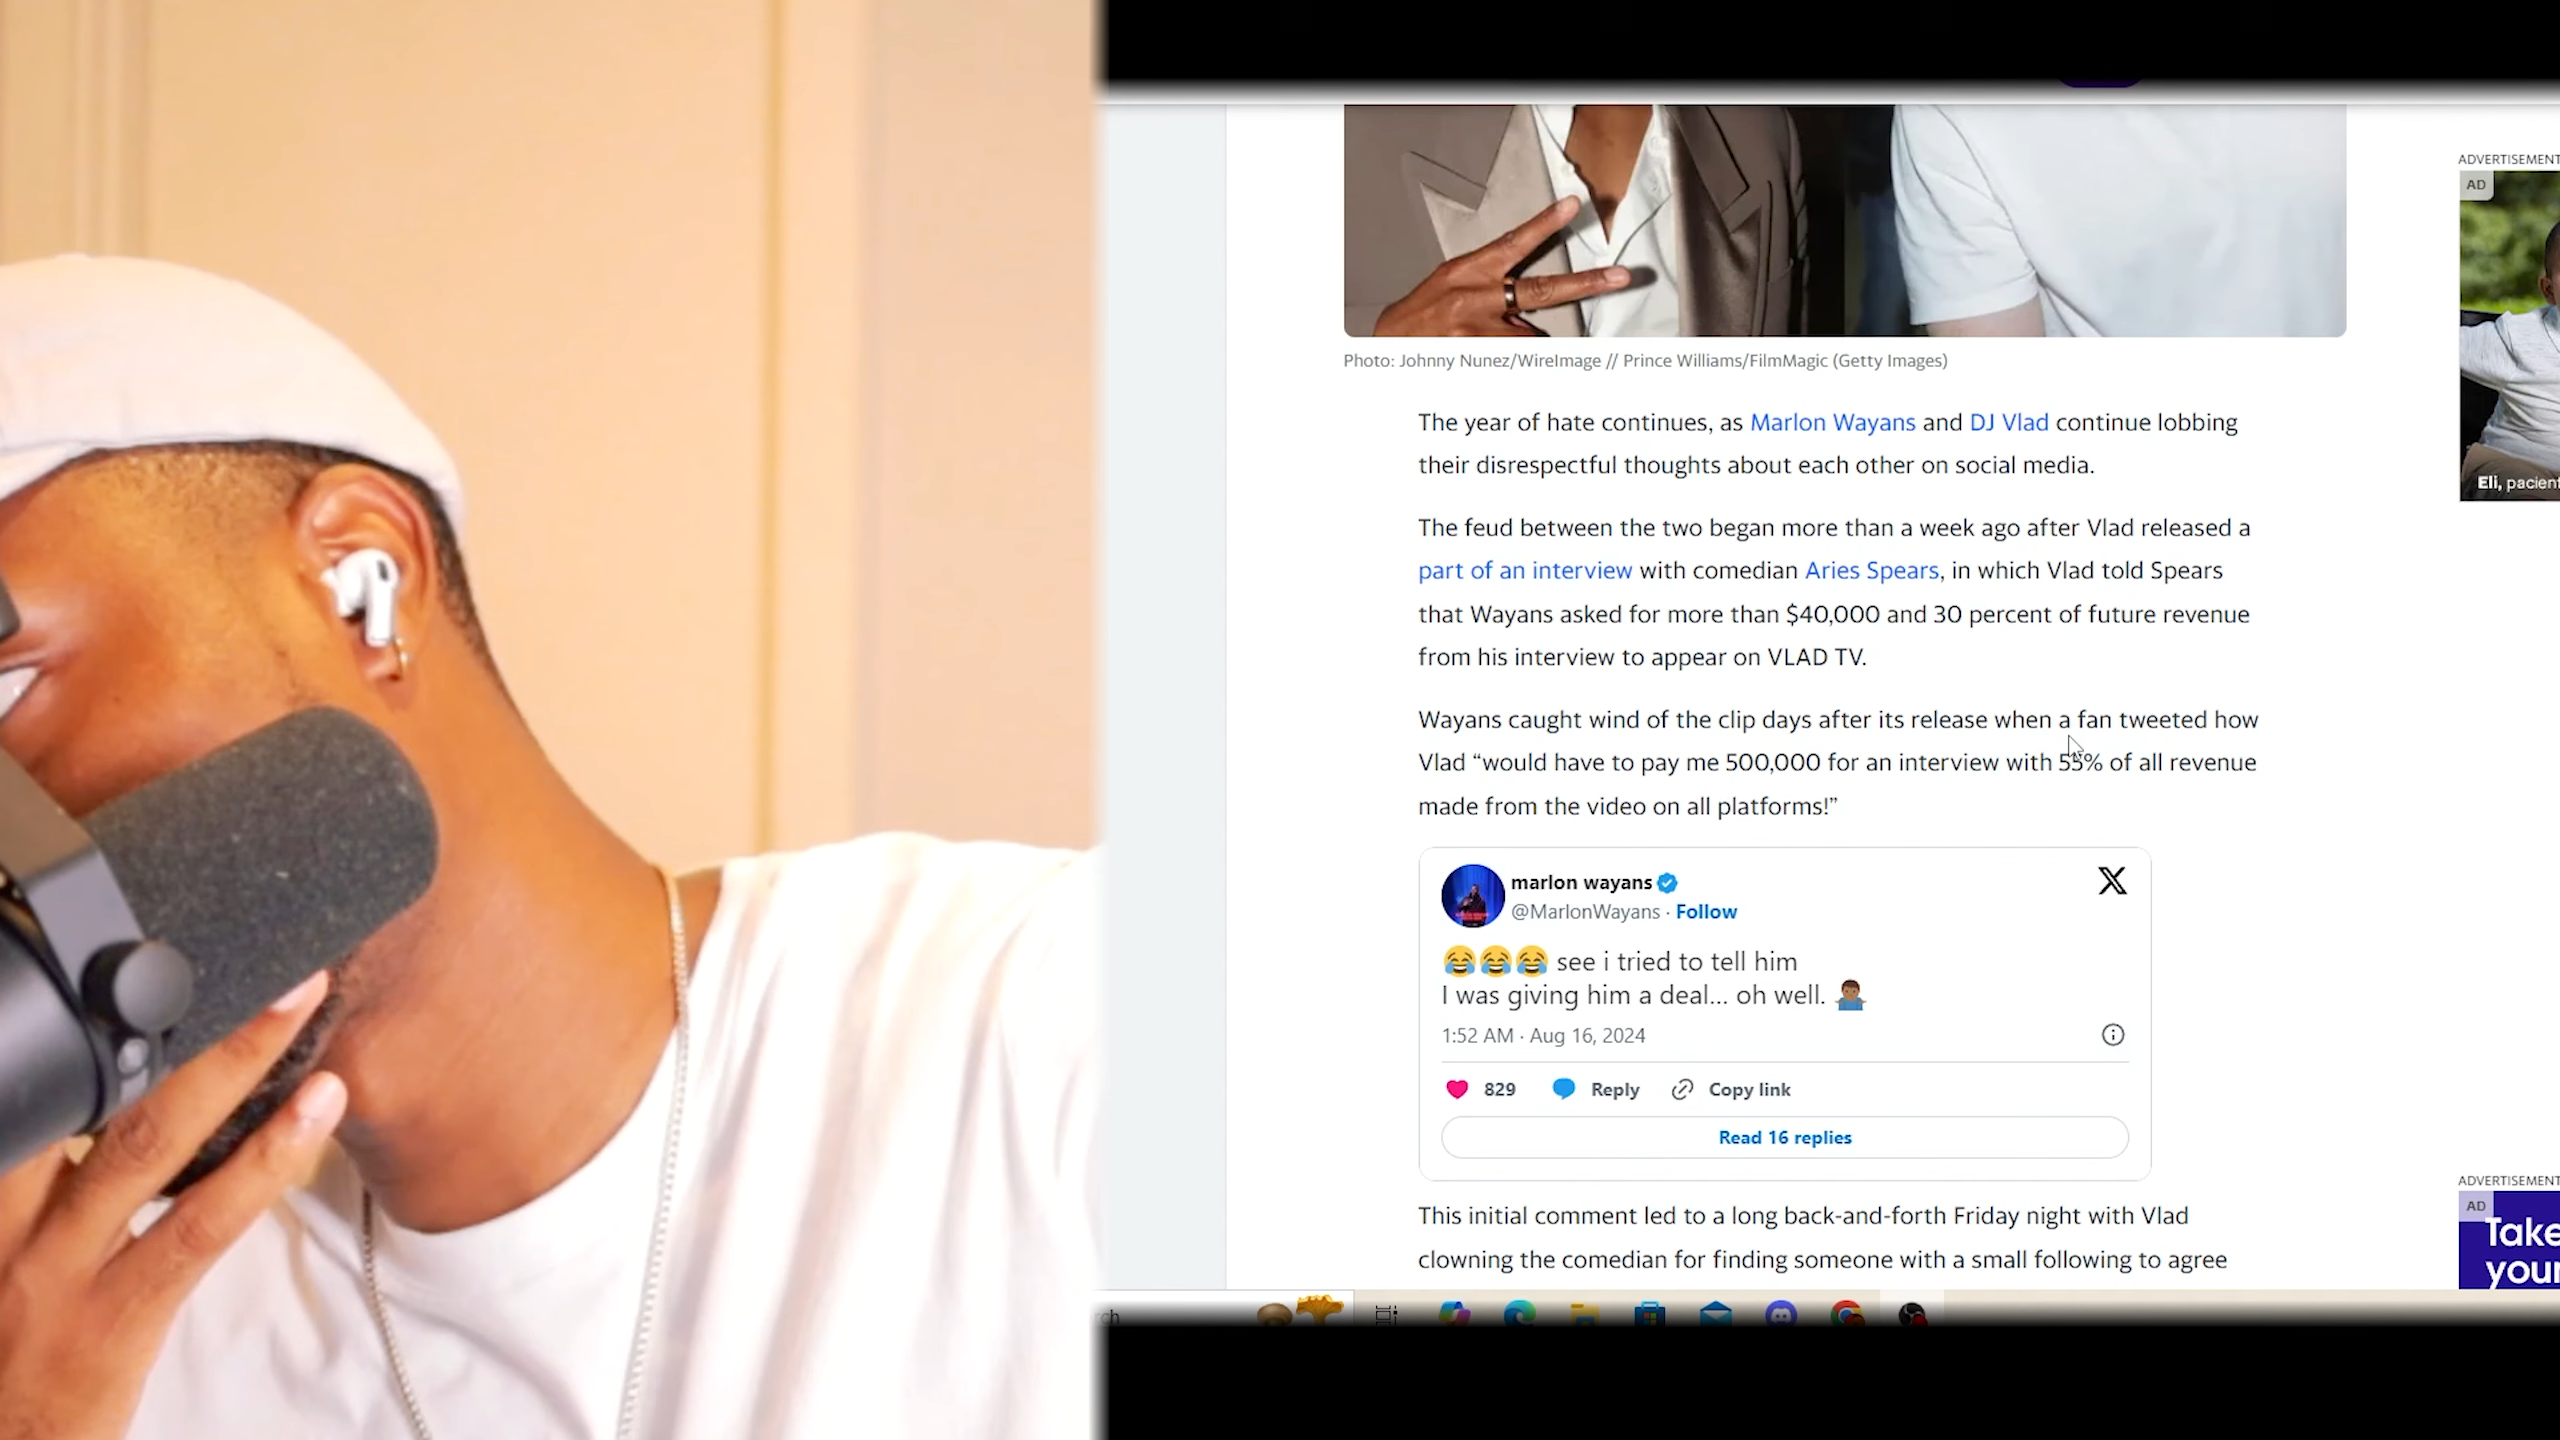 ADVERTISEMENT
AD
Eli, pacient
Photo: Johnny Nunez/WireImage // Prince Williams/FilmMagic (Getty Images)
The year of hate continues, as Marlon Wayans and DJ Vlad continue lobbing
their disrespectful thoughts about each other on social media.
The feud between the two began more than a week ago after Vlad released a
part of an interview with comedian Aries Spears, in which Vlad told Spears
that Wayans asked for more than $40,000 and 30 percent of future revenue
from his interview to appear on VLAD TV.
Wayans caught wind of the clip days after its release when a fan tweeted how
Vlad “would have to pay me 500,000 for an interview with 55% of all revenue
made from the video on all platforms!”
marlon wayans
@MarlonWayans · Follow
😂😂😂 see i tried to tell him
I was giving him a deal... oh well. 🤷🏾‍♂️
1:52 AM · Aug 16, 2024
829 Reply Copy link
Read 16 replies
This initial comment led to a long back-and-forth Friday night with Vlad
clowning the comedian for finding someone with a small following to agree
ADVERTISEMENT
AD
Take
your
ch